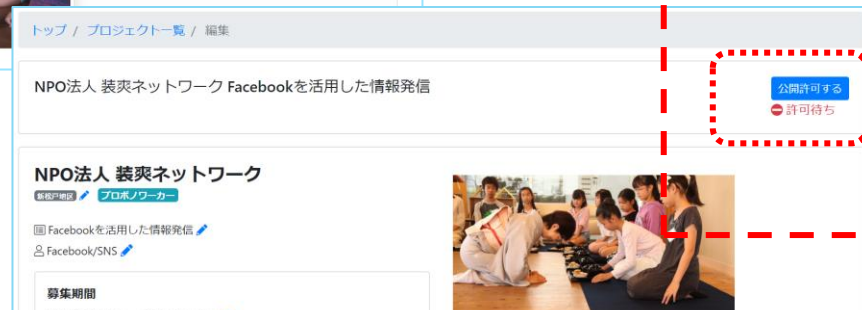 トップ / プロジェクト一覧 / 編集
NPO法人 装爽ネットワーク Facebookを活用した情報発信
公開許可する
許可待ち
NPO法人 装爽ネットワーク
新松戸地区 プロボノワーカー
Facebookを活用した情報発信
Facebook/SNS
募集期間